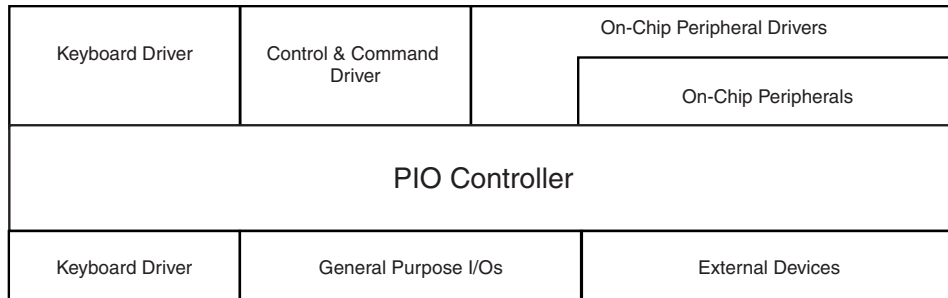 On-Chip Peripheral Drivers
Keyboard Driver
Control & Command
Driver
On-Chip Peripherals
PIO Controller
Keyboard Driver
General Purpose I/Os
External Devices